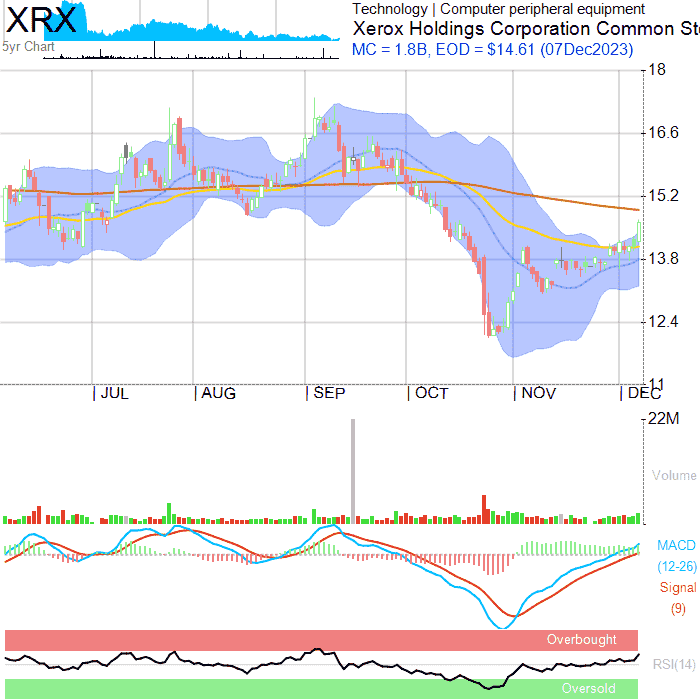 XRX
5yr Chart
Technology | Computer peripheral equipment
Xerox Holdings Corporation Common Sto
MC = 1.8B, EOD = $14.61 (07Dec2023)
18
16.6
15.2
13.8
12.4
11
JUL AUG SEP OCT NOV DEC
22M
Volume
MACD
(12-26)
Signal
(9)
Overbought
RSI(14)
Oversold